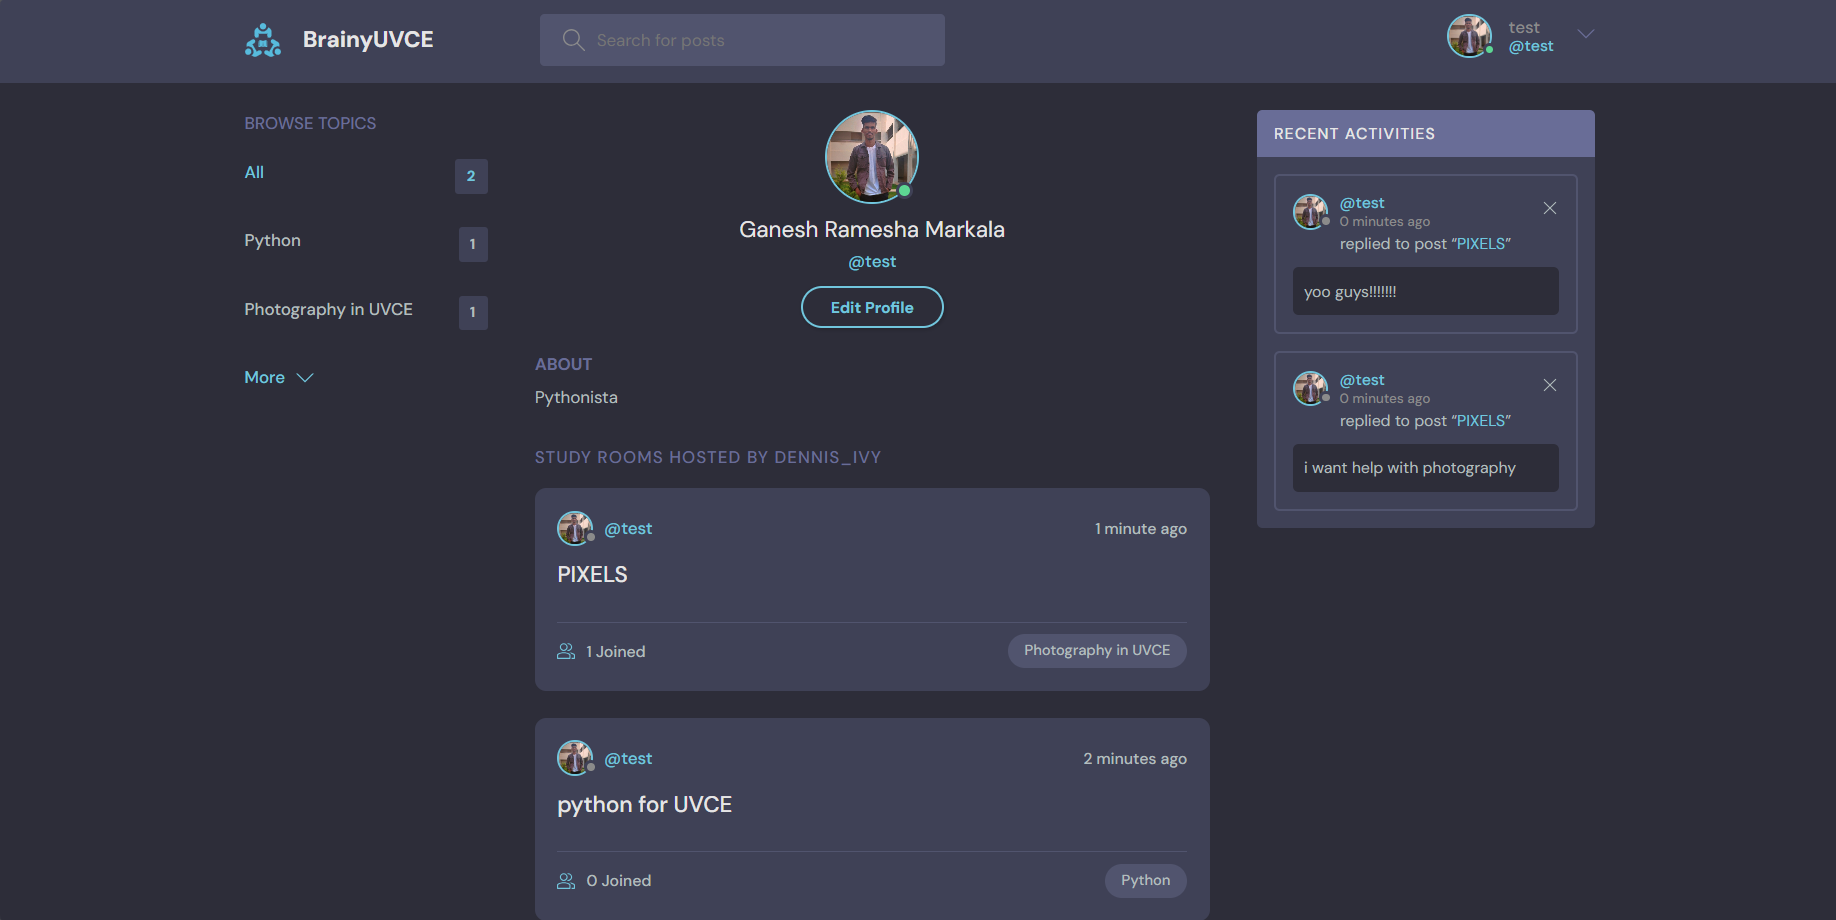 BrainyUVCE
Search for posts
test
@test
BROWSE TOPICS
All
2
Python
1
Photography in UVCE
1
More
Ganesh Ramesha Markala
@test
Edit Profile
ABOUT
Pythonista
STUDY ROOMS HOSTED BY DENNIS_IVY
@test
1 minute ago
PIXELS
1 Joined
Photography in UVCE
@test
2 minutes ago
python for UVCE
0 Joined
Python
RECENT ACTIVITIES
@test
0 minutes ago
replied to post “PIXELS”
yoo guys!!!!!!!
@test
0 minutes ago
replied to post “PIXELS”
i want help with photography